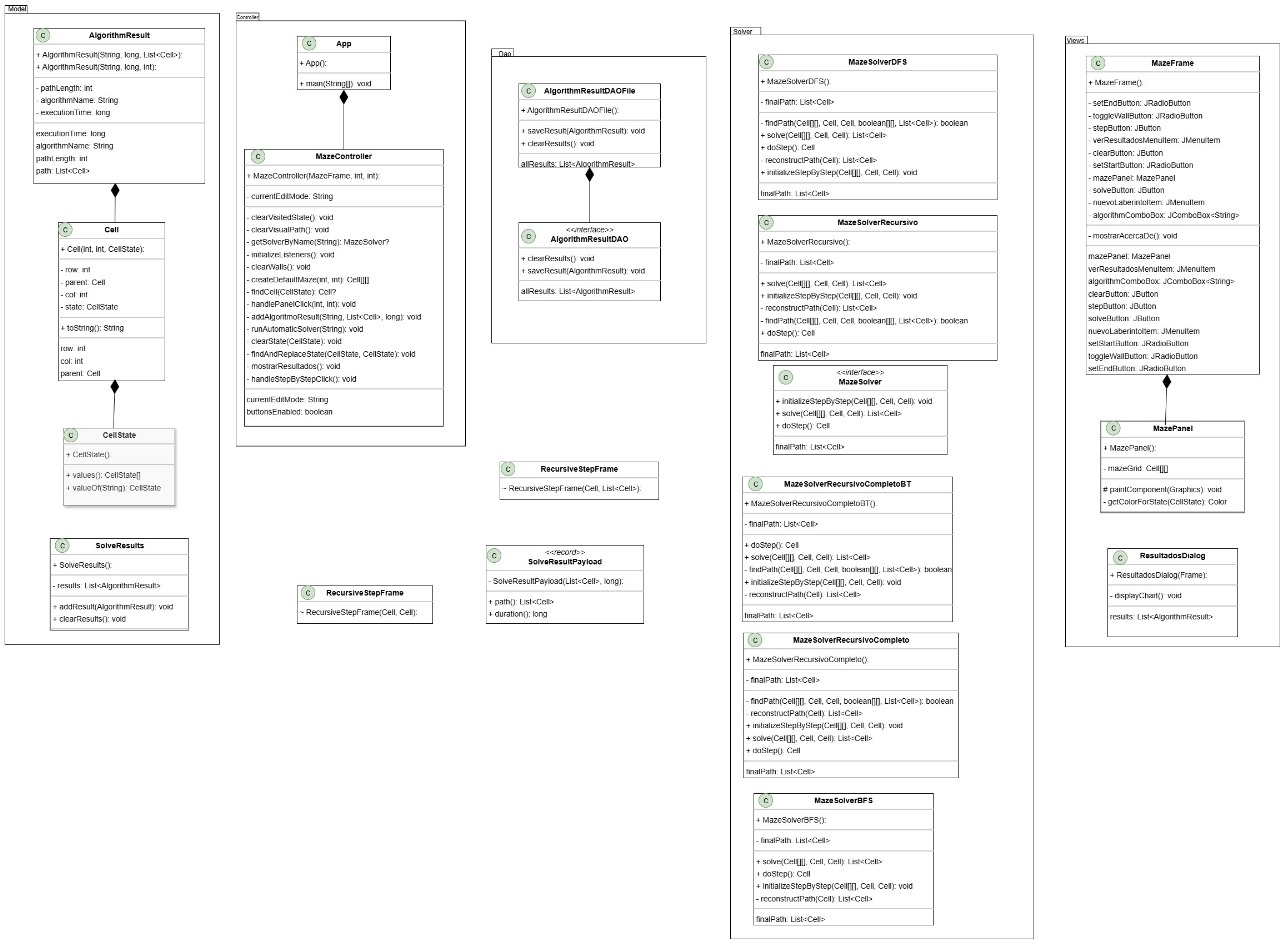 Model
C
AlgorithmResult
+ AlgorithmResult(String, long, List<Cell>):
+ AlgorithmResult(String, long, int):
- pathLength: int
- algorithmName: String
- executionTime: long
executionTime: long
algorithmName: String
pathLength: int
path: List<Cell>
C
Cell
+ Cell(int, int, CellState):
- row: int
- parent: Cell
- col: int
- state: CellState
+ toString(): String
row: int
col: int
parent: Cell
C
CellState
+ CellState():
+ values(): CellState[]
+ valueOf(String): CellState
C
SolveResults
+ SolveResults():
- results: List<AlgorithmResult>
+ addResult(AlgorithmResult): void
+ clearResults(): void
Controller
C
App
+ App():
+ main(String[]): void
C
MazeController
+ MazeController(MazeFrame, int, int):
- currentEditMode: String
- clearVisitedState(): void
- clearVisualPath(): void
- getSolverByName(String): MazeSolver?
- initializeListeners(): void
- clearWalls(): void
- createDefaultMaze(int, int): Cell[][]
- findCell(CellState): Cell?
- handlePanelClick(int, int): void
- addAlgoritmoResult(String, List<Cell>, long): void
- runAutomaticSolver(String): void
- clearState(CellState): void
- findAndReplaceState(CellState, CellState): void
- mostrarResultados(): void
- handleStepByStepClick(): void
currentEditMode: String
buttonsEnabled: boolean
C
RecursiveStepFrame
~ RecursiveStepFrame(Cell, Cell):
Dao
C
AlgorithmResultDAOFile
+ AlgorithmResultDAOFile():
+ saveResult(AlgorithmResult): void
+ clearResults(): void
allResults: List<AlgorithmResult>
<<interface>>
C
AlgorithmResultDAO
+ clearResults(): void
+ saveResult(AlgorithmResult): void
allResults: List<AlgorithmResult>
C
RecursiveStepFrame
~ RecursiveStepFrame(Cell, List<Cell>):
<<record>>
C
SolveResultPayload
- SolveResultPayload(List<Cell>, long):
+ path(): List<Cell>
+ duration(): long
Solver
C
MazeSolverDFS
+ MazeSolverDFS():
- finalPath: List<Cell>
- findPath(Cell[][], Cell, Cell, boolean[][], List<Cell>): boolean
+ solve(Cell[][], Cell, Cell): List<Cell>
+ doStep(): Cell
- reconstructPath(Cell): List<Cell>
+ initializeStepByStep(Cell[][], Cell, Cell): void
finalPath: List<Cell>
C
MazeSolverRecursivo
+ MazeSolverRecursivo():
- finalPath: List<Cell>
+ solve(Cell[][], Cell, Cell): List<Cell>
+ initializeStepByStep(Cell[][], Cell, Cell): void
- reconstructPath(Cell): List<Cell>
- findPath(Cell[][], Cell, Cell, boolean[][], List<Cell>): boolean
+ doStep(): Cell
finalPath: List<Cell>
<<interface>>
C
MazeSolver
+ initializeStepByStep(Cell[][], Cell, Cell): void
+ solve(Cell[][], Cell, Cell): List<Cell>
+ doStep(): Cell
finalPath: List<Cell>
C
MazeSolverRecursivoCompletoBT
+ MazeSolverRecursivoCompletoBT():
- finalPath: List<Cell>
+ doStep(): Cell
+ solve(Cell[][], Cell, Cell): List<Cell>
- findPath(Cell[][], Cell, Cell, boolean[][], List<Cell>): boolean
+ initializeStepByStep(Cell[][], Cell, Cell): void
- reconstructPath(Cell): List<Cell>
finalPath: List<Cell>
C
MazeSolverRecursivoCompleto
+ MazeSolverRecursivoCompleto():
- finalPath: List<Cell>
- findPath(Cell[][], Cell, Cell, boolean[][], List<Cell>): boolean
- reconstructPath(Cell): List<Cell>
+ initializeStepByStep(Cell[][], Cell, Cell): void
+ solve(Cell[][], Cell, Cell): List<Cell>
+ doStep(): Cell
finalPath: List<Cell>
C
MazeSolverBFS
+ MazeSolverBFS():
- finalPath: List<Cell>
+ solve(Cell[][], Cell, Cell): List<Cell>
+ doStep(): Cell
+ initializeStepByStep(Cell[][], Cell, Cell): void
- reconstructPath(Cell): List<Cell>
finalPath: List<Cell>
Views
C
MazeFrame
+ MazeFrame():
- setEndButton: JRadioButton
- toggleWallButton: JRadioButton
- stepButton: JButton
- verResultadosMenuItem: JMenuItem
- clearButton: JButton
- setStartButton: JRadioButton
- mazePanel: MazePanel
- solveButton: JButton
- nuevoLaberintoItem: JMenuItem
- algorithmComboBox: JComboBox<String>
- mostrarAcercaDe(): void
mazePanel: MazePanel
verResultadosMenuItem: JMenuItem
algorithmComboBox: JComboBox<String>
clearButton: JButton
stepButton: JButton
solveButton: JButton
nuevoLaberintoItem: JMenuItem
setStartButton: JRadioButton
toggleWallButton: JRadioButton
setEndButton: JRadioButton
C
MazePanel
+ MazePanel():
- mazeGrid: Cell[][]
# paintComponent(Graphics): void
- getColorForState(CellState): Color
C
ResultadosDialog
+ ResultadosDialog(Frame):
- displayChart(): void
results: List<AlgorithmResult>